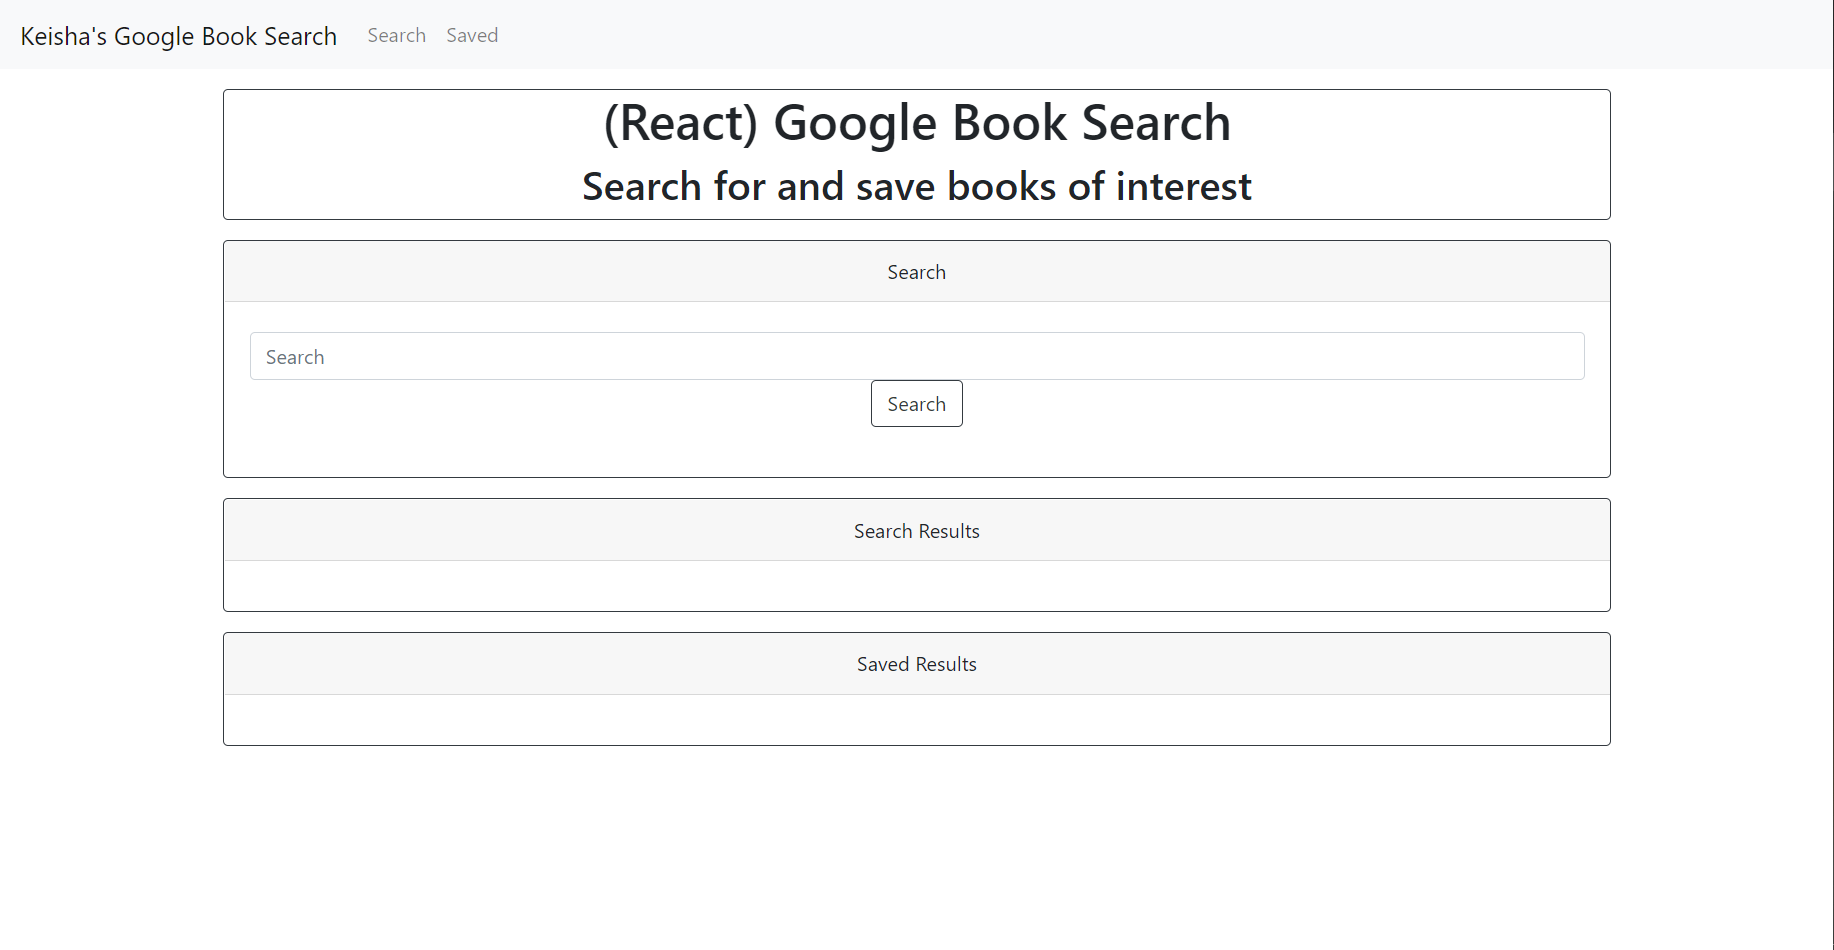 Keisha's Google Book Search Search Saved
(React) Google Book Search
Search for and save books of interest
Search
Search
Search
Search Results
Saved Results